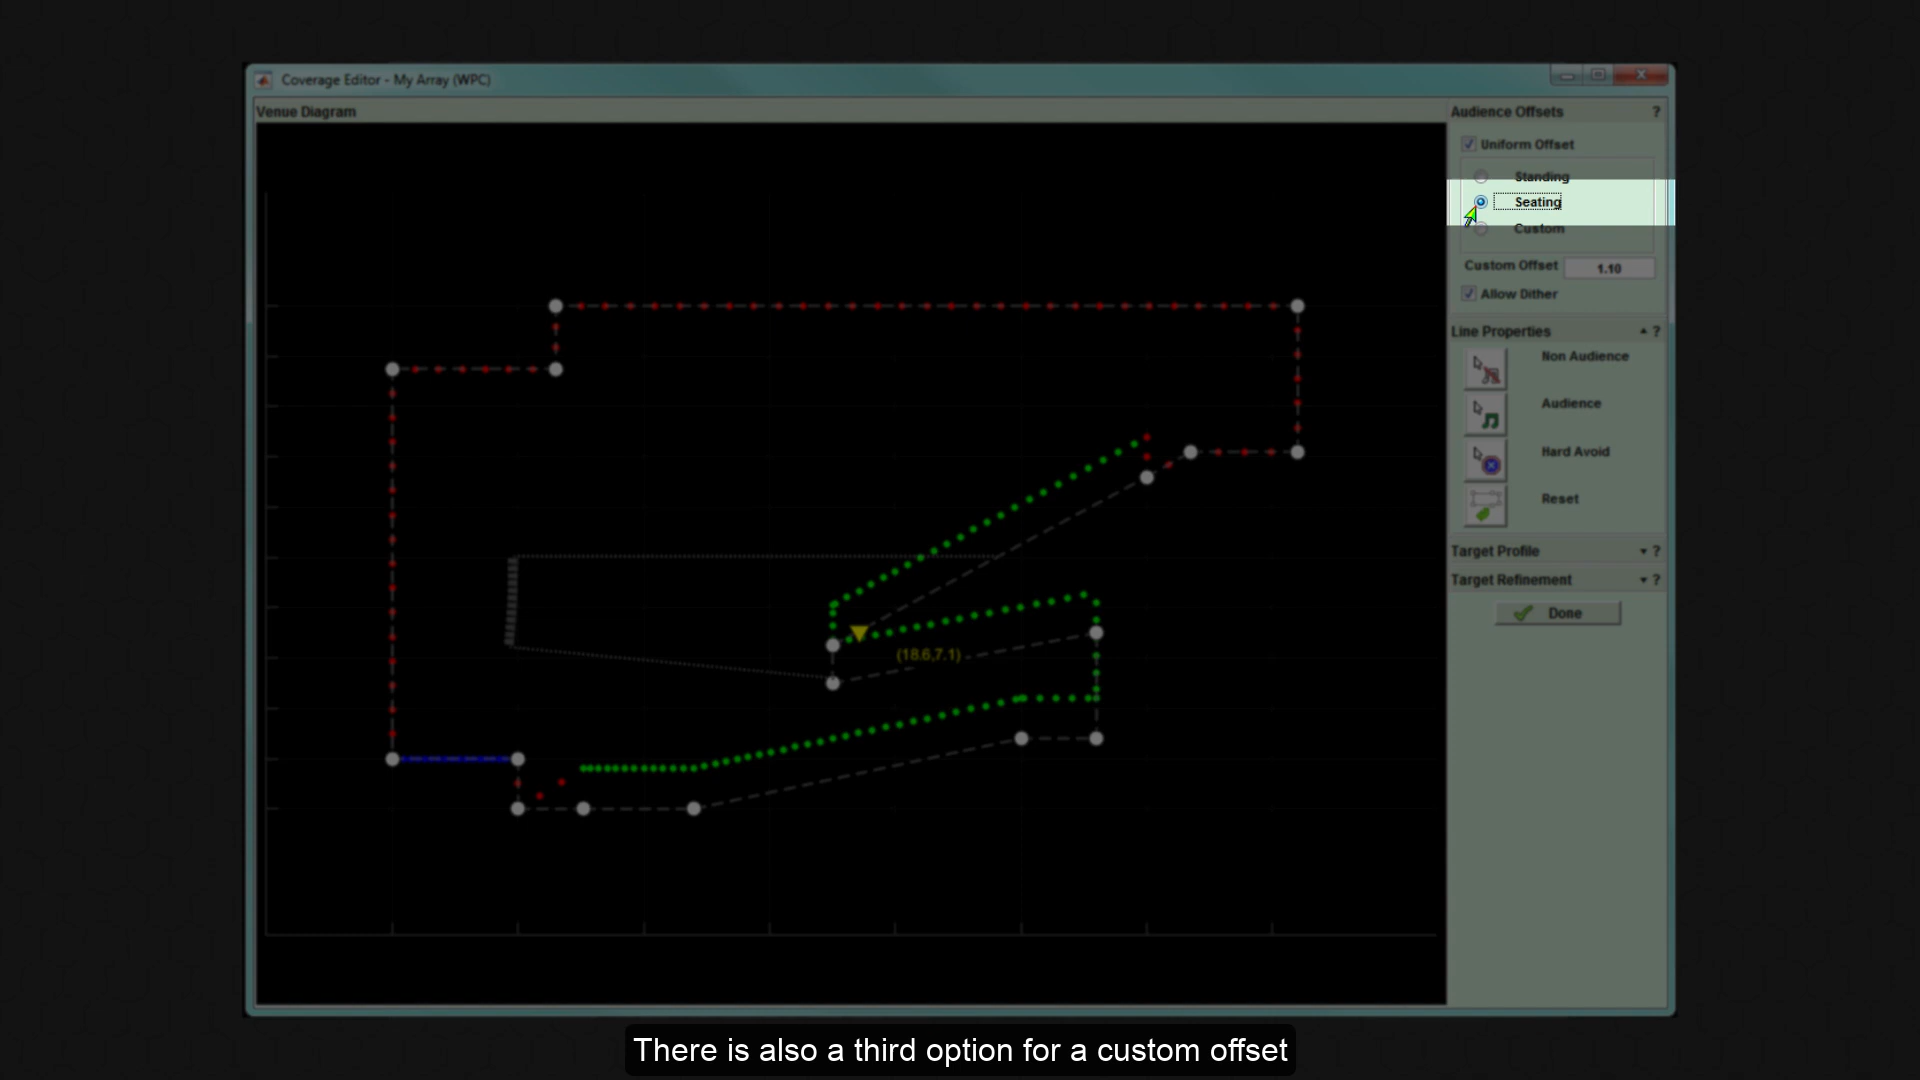 Coverage Editor - My Array (WPC)
Venue Diagram
Audience Offsets ?
Uniform Offset
Standing
Seating
Custom
Custom Offset 1.10
Allow Dither
Line Properties ?
Non Audience
Audience
Hard Avoid
Reset
Target Profile ?
Target Refinement ?
Done
(18.6,7.1)
There is also a third option for a custom offset